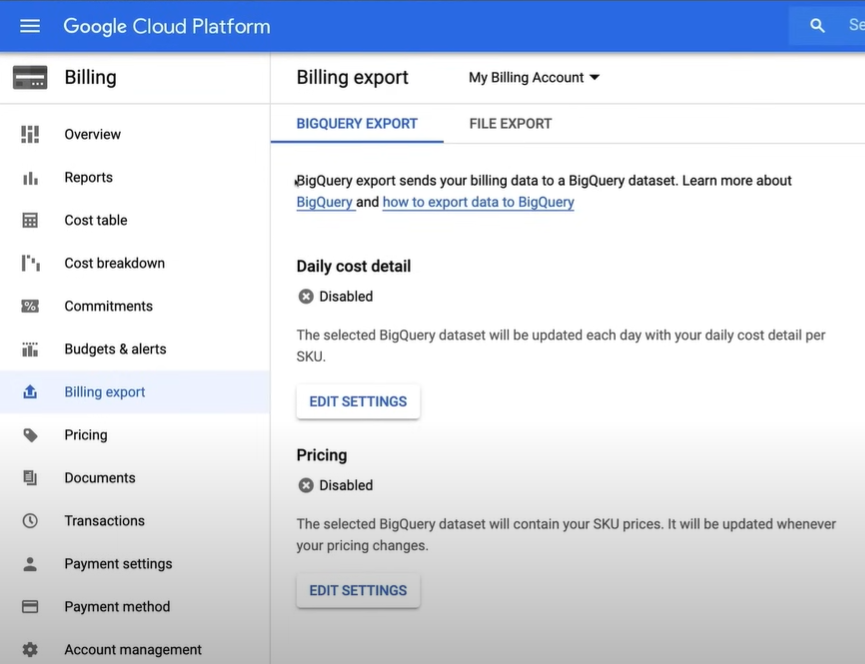 Google Cloud Platform
Se
Billing
Billing export
My Billing Account
Overview
Reports
Cost table
Cost breakdown
Commitments
Budgets & alerts
Billing export
Pricing
Documents
Transactions
Payment settings
Payment method
Account management
BIGQUERY EXPORT
FILE EXPORT
BigQuery export sends your billing data to a BigQuery dataset. Learn more about
BigQuery and how to export data to BigQuery
Daily cost detail
Disabled
The selected BigQuery dataset will be updated each day with your daily cost detail per
SKU.
EDIT SETTINGS
Pricing
Disabled
The selected BigQuery dataset will contain your SKU prices. It will be updated whenever
your pricing changes.
EDIT SETTINGS